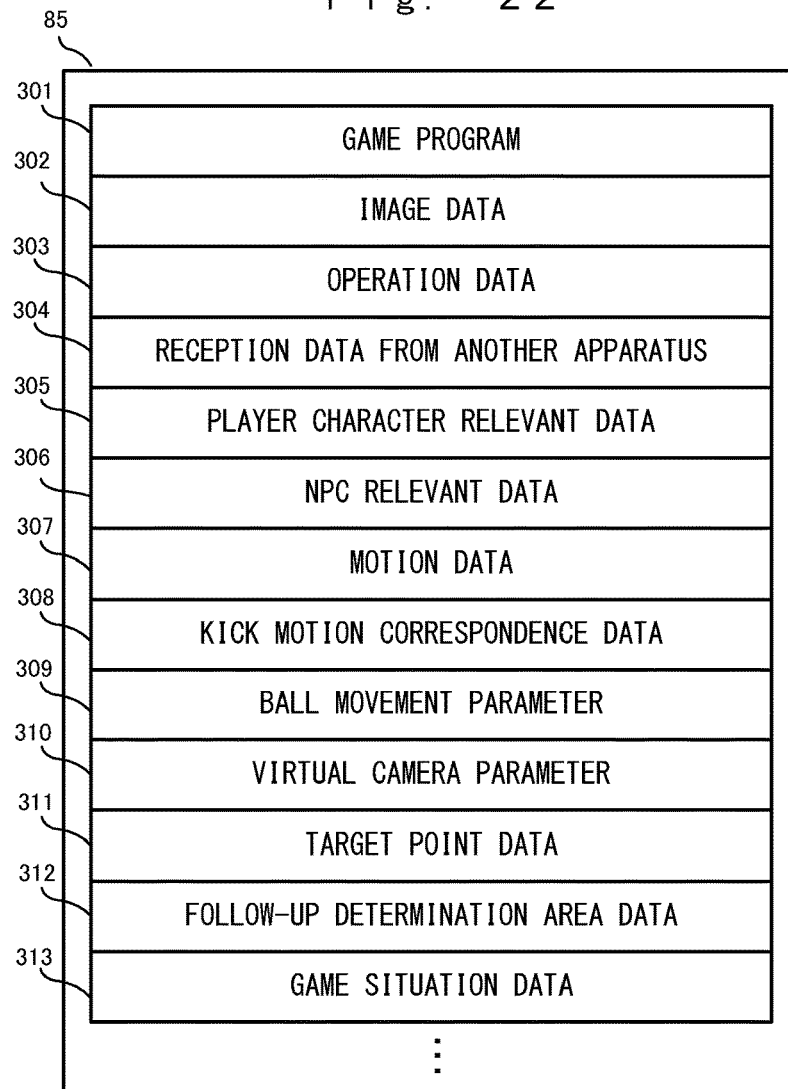 Fig. 22
85
301
GAME PROGRAM
302
IMAGE DATA
303
OPERATION DATA
304
RECEPTION DATA FROM ANOTHER APPARATUS
305
PLAYER CHARACTER RELEVANT DATA
306
NPC RELEVANT DATA
307
MOTION DATA
308
KICK MOTION CORRESPONDENCE DATA
309
BALL MOVEMENT PARAMETER
310
VIRTUAL CAMERA PARAMETER
311
TARGET POINT DATA
312
FOLLOW-UP DETERMINATION AREA DATA
313
GAME SITUATION DATA
⋮